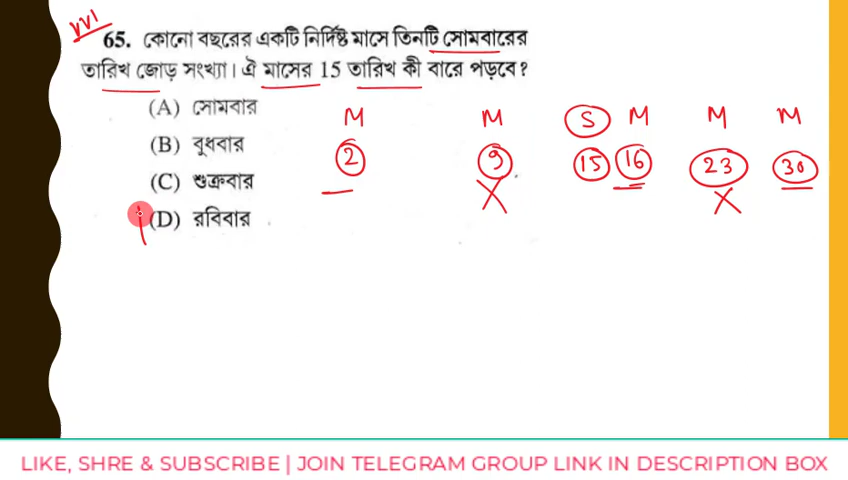 VVI
65. কোনো বছরের একটি নির্দিষ্ট মাসে তিনটি সোমবারের
তারিখ জোড় সংখ্যা। ঐ মাসের 15 তারিখ কী বারে পড়বে?
(A) সোমবার
(B) বুধবার
(C) শুক্রবার
(D) রবিবার
M M S M M M
2 9 15 16 23 30
X X
LIKE, SHRE & SUBSCRIBE | JOIN TELEGRAM GROUP LINK IN DESCRIPTION BOX